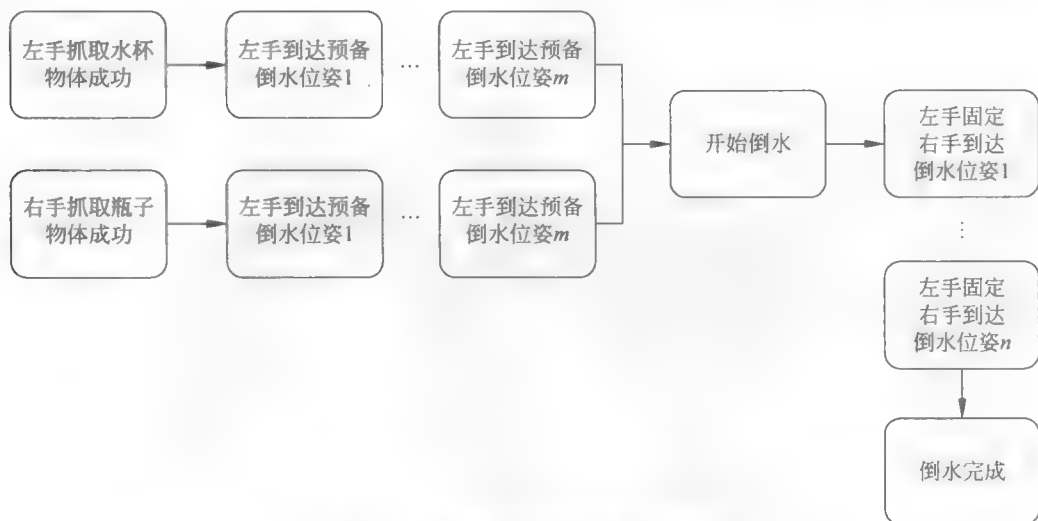 左手抓取水杯
物体成功
左手到达预备
倒水位姿1
…
左手到达预备
倒水位姿m
右手抓取瓶子
物体成功
左手到达预备
倒水位姿1
…
左手到达预备
倒水位姿m
开始倒水
左手固定
右手到达
倒水位姿1
⋮
左手固定
右手到达
倒水位姿n
倒水完成